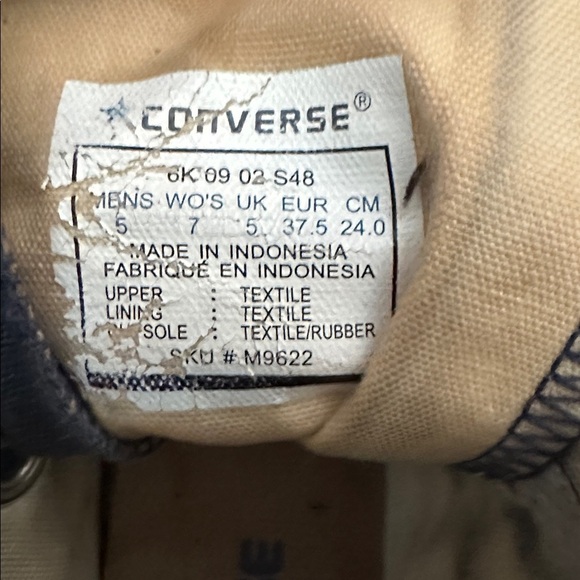 CONVERSE®
6K 09 02 S48
MENS WO'S UK EUR CM
5 7 5 37.5 24.0
MADE IN INDONESIA
FABRIQUÉ EN INDONESIA
UPPER : TEXTILE
LINING : TEXTILE
SOLE : TEXTILE/RUBBER
SKU # M9622